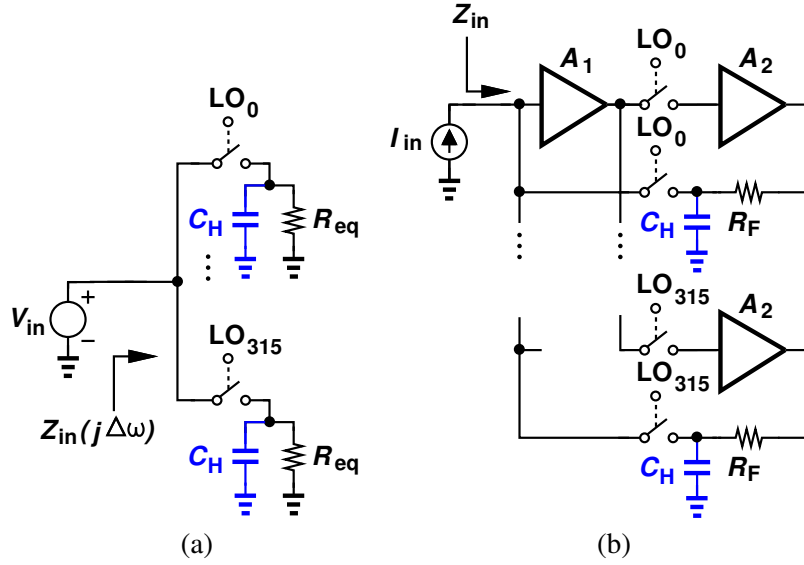 LO0
CH
Req
Vin
+
−
LO315
Zin(jΔω)
CH
Req
(a)
Zin
A1
LO0
A2
LO0
Iin
CH
RF
LO315
A2
LO315
CH
RF
(b)